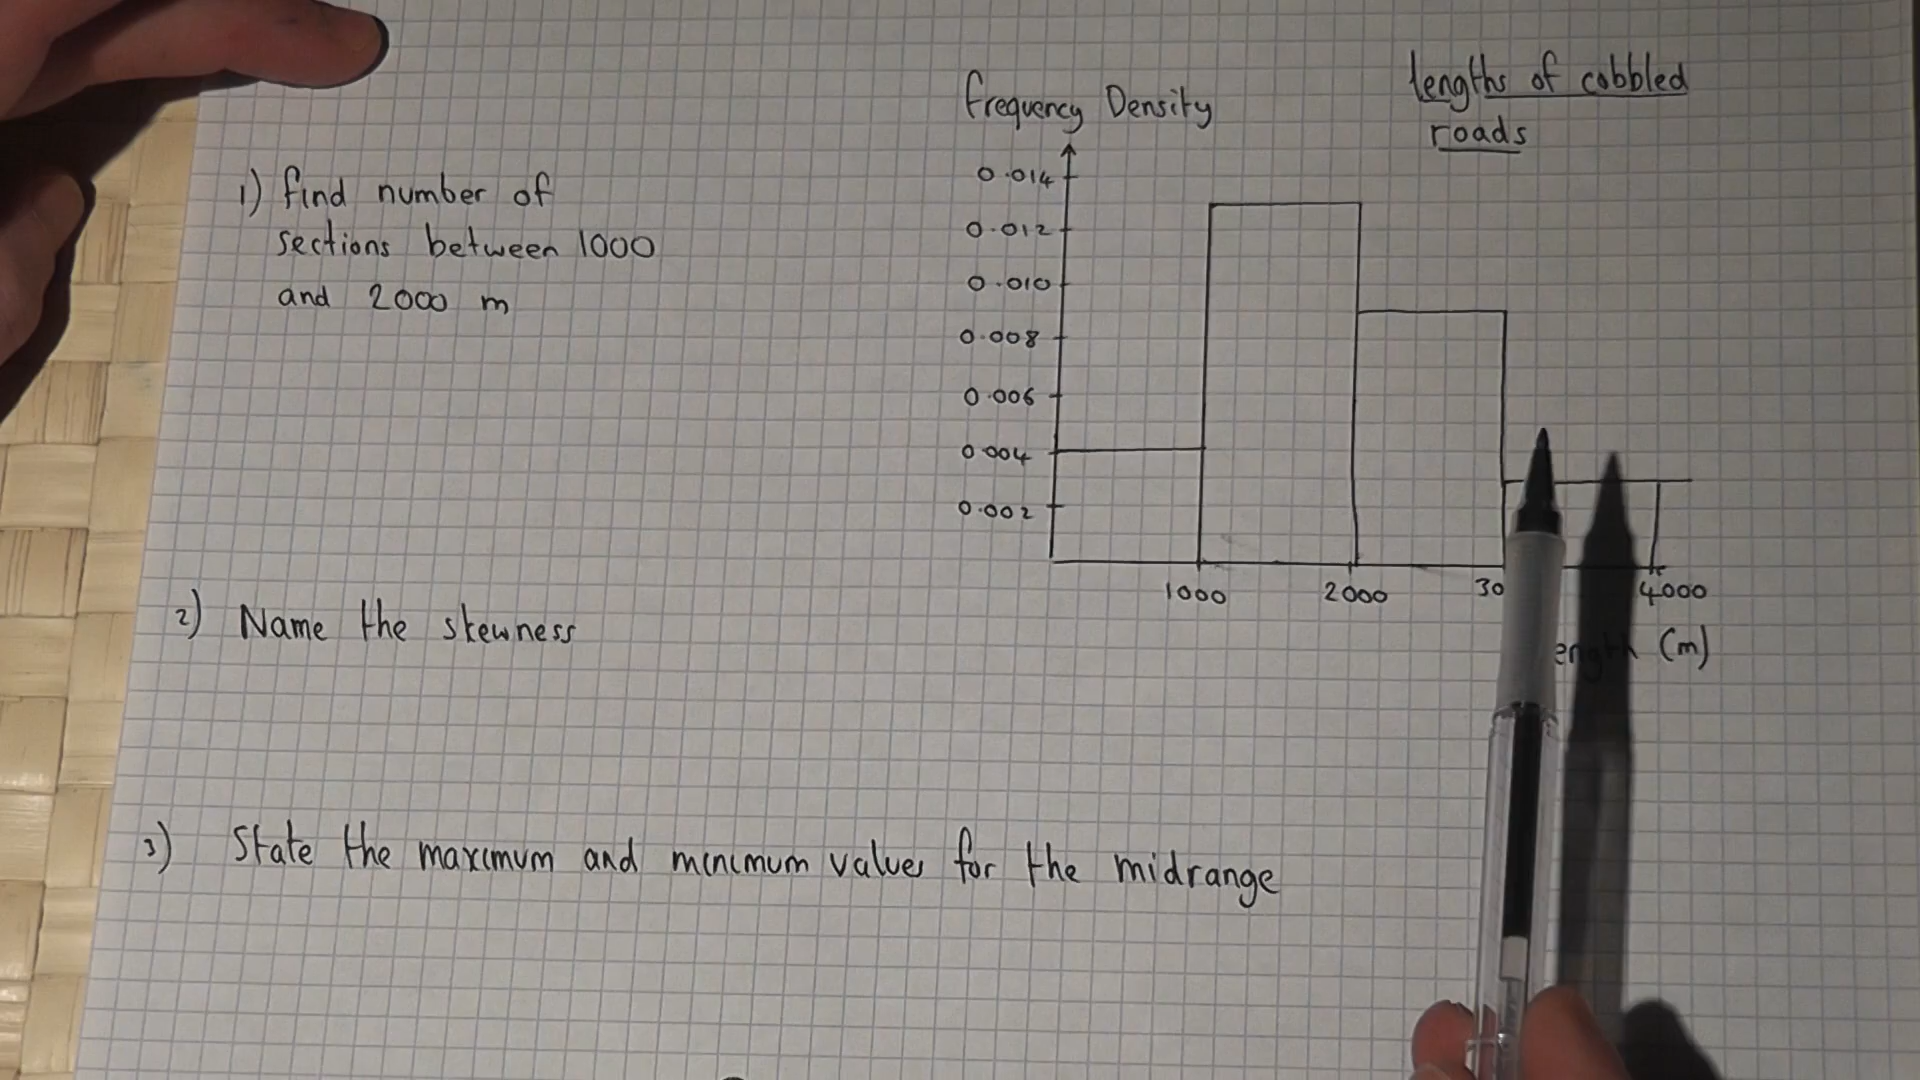 lengths of cobbled
roads
Frequency Density
0.014
0.012
0.010
0.008
0.006
0.004
0.002
1000 2000 30 4000
(m)
1) find number of
sections between 1000
and 2000 m
2) Name the skewness
3) State the maximum and minimum values for the midrange